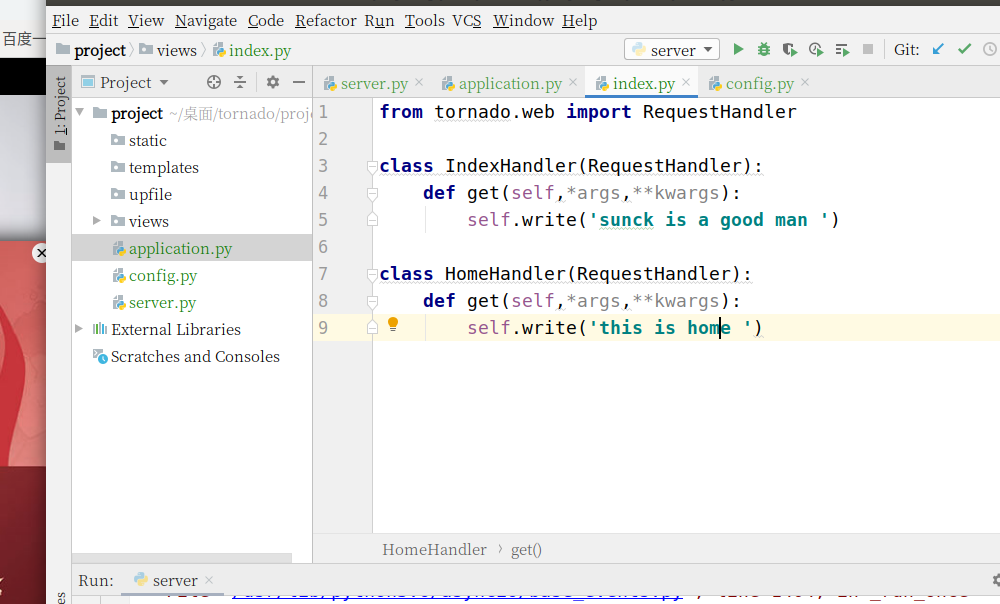 File Edit View Navigate Code Refactor Run Tools VCS Window Help
百度一
project views index.py server Git:
Project
server.py application.py index.py config.py
1: Project
project ~/桌面/tornado/proj
static
templates
upfile
views
application.py
config.py
server.py
External Libraries
Scratches and Consoles
1 from tornado.web import RequestHandler
2
3 class IndexHandler(RequestHandler):
4 def get(self,*args,**kwargs):
5 self.write('sunck is a good man ')
6
7 class HomeHandler(RequestHandler):
8 def get(self,*args,**kwargs):
9 self.write('this is home ')
HomeHandler get()
Run: server